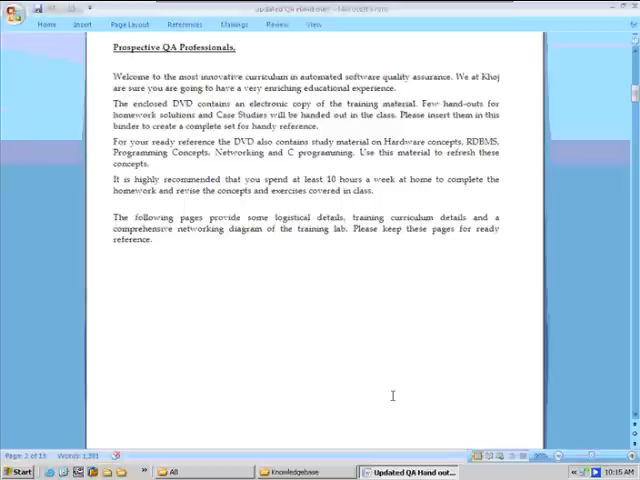 Updated QA Hand out - Microsoft Word
Home Insert Page Layout References Mailings Review View
Prospective QA Professionals,
Welcome to the most innovative curriculum in automated software quality assurance. We at Khoj
are sure you are going to have a very enriching educational experience.
The enclosed DVD contains an electronic copy of the training material. Few hand-outs for
homework solutions and Case Studies will be handed out in the class. Please insert them in this
binder to create a complete set for handy reference.
For your ready reference the DVD also contains study material on Hardware concepts, RDBMS,
Programming Concepts, Networking and C programming. Use this material to refresh these
concepts.
It is highly recommended that you spend at least 10 hours a week at home to complete the
homework and revise the concepts and exercises covered in class.
The following pages provide some logistical details, training curriculum details and a
comprehensive networking diagram of the training lab. Please keep these pages for ready
reference.
Page: 2 of 13 Words: 1,391
Start AB Knowledgebase Updated QA Hand out... 10:15 AM